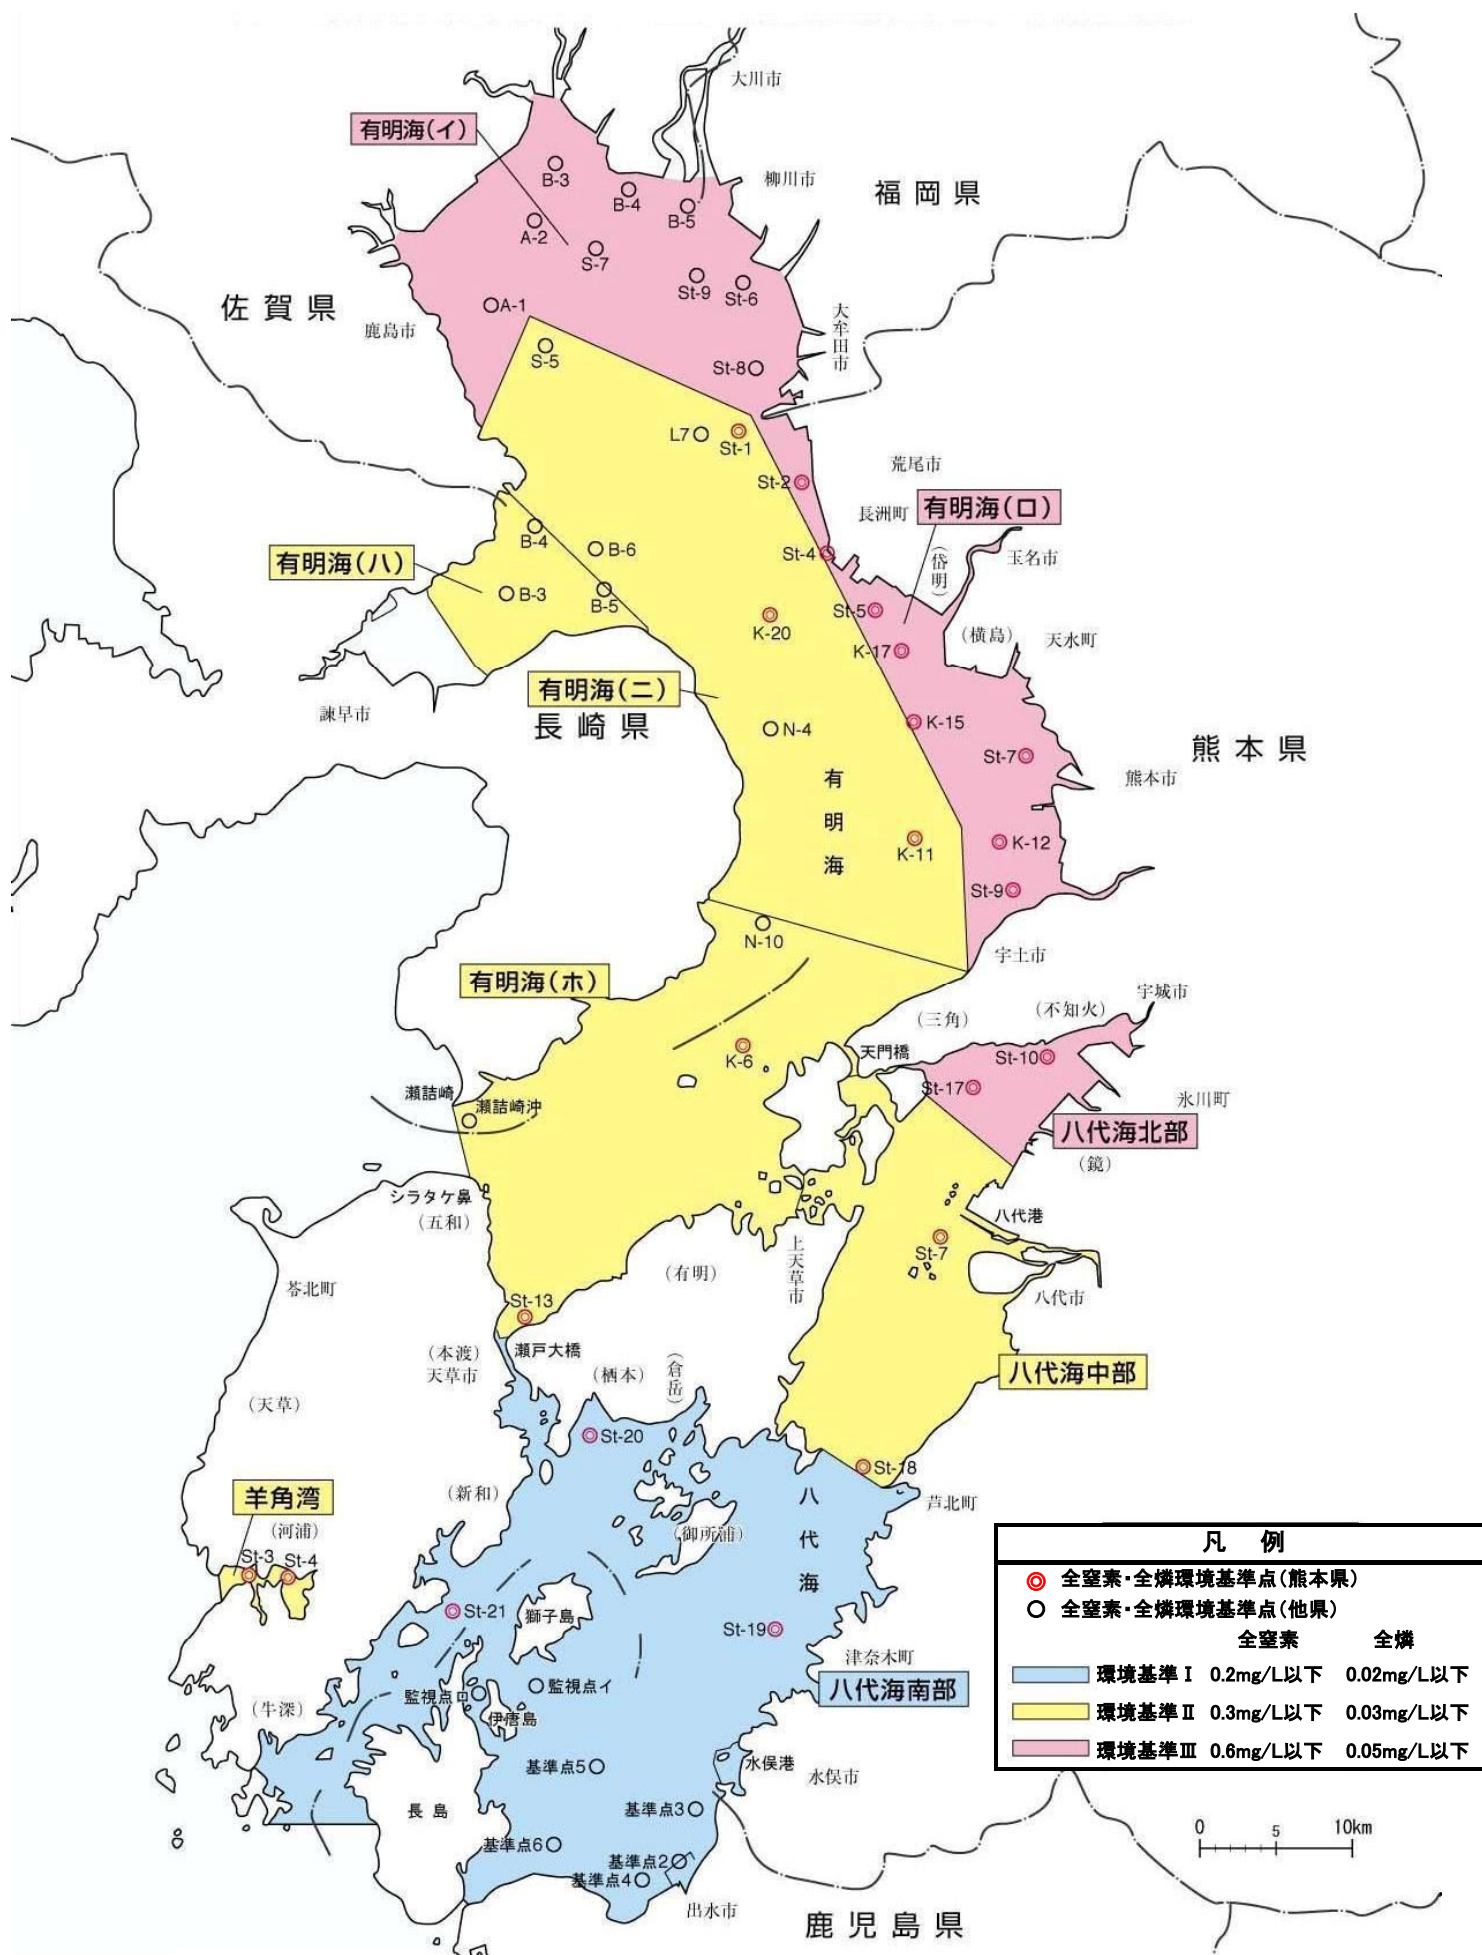 大川市
有明海(イ)
柳川市
福岡県
B-3
B-4
B-5
A-2
S-7
St-9
St-6
A-1
佐賀県
鹿島市
大牟田市
S-5
St-8
L7
St-1
荒尾市
St-2
長洲町
有明海(ロ)
B-4
B-6
St-4
(岱明)
玉名市
有明海(ハ)
B-3
B-5
St-5
K-20
(横島)
天水町
K-17
有明海(ニ)
諫早市
長崎県
N-4
K-15
熊本県
St-7
熊本市
有明海
K-11
K-12
St-9
N-10
宇土市
有明海(ホ)
宇城市
(不知火)
(三角)
K-6
天門橋
St-10
St-17
瀬詰崎
瀬詰崎沖
氷川町
八代海北部
(鏡)
シラタケ鼻
(五和)
八代港
St-7
上天草市
(有明)
苓北町
St-13
八代市
瀬戸大橋
(本渡)
天草市
(栖本)
(倉岳)
八代海中部
(天草)
St-20
St-18
羊角湾
(新和)
芦北町
八代海
(河浦)
(御所浦)
St-3
St-4
St-21
獅子島
St-19
津奈木町
監視点ロ
監視点イ
八代海南部
(牛深)
伊唐島
基準点5
水俣港
水俣市
長島
基準点3
基準点6
基準点2
基準点4
出水市
鹿児島県
凡 例
全窒素・全燐環境基準点(熊本県)
全窒素・全燐環境基準点(他県)
全窒素 全燐
環境基準Ⅰ 0.2mg/L以下 0.02mg/L以下
環境基準Ⅱ 0.3mg/L以下 0.03mg/L以下
環境基準Ⅲ 0.6mg/L以下 0.05mg/L以下
0 5 10km